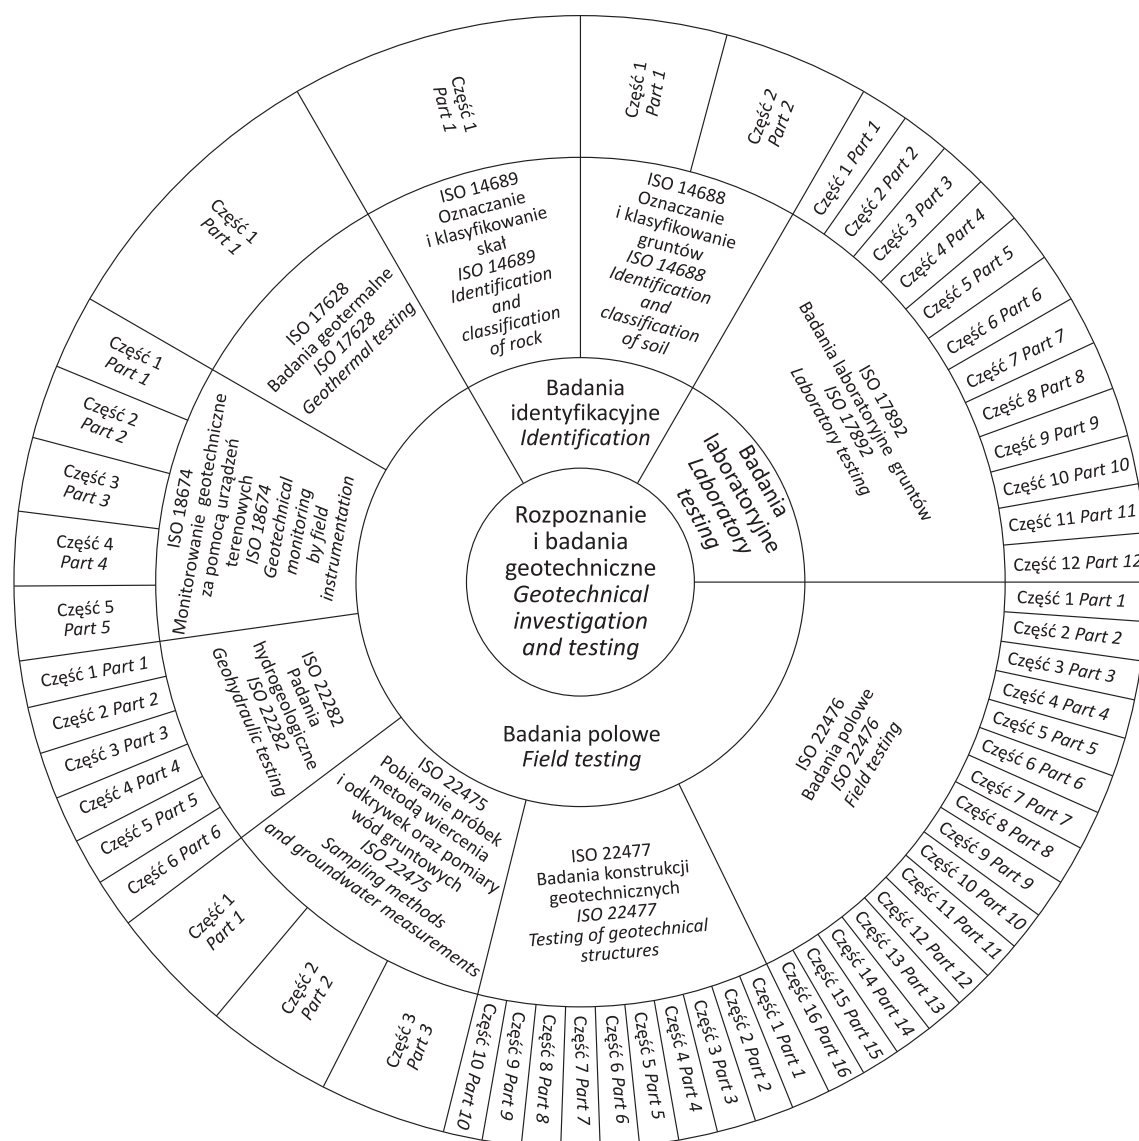 Rozpoznanie
i badania
geotechniczne
Geotechnical
investigation
and testing
Badania
identyfikacyjne
Identification
Badania
laboratoryjne
Laboratory
testing
Badania polowe
Field testing
ISO 14688
Oznaczanie
i klasyfikowanie
gruntów
ISO 14688
Identification
and
classification
of soil
Część 1
Part 1
Część 2
Part 2
ISO 17892
Badania laboratoryjne gruntów
ISO 17892
Laboratory testing
Część 1 Part 1
Część 2 Part 2
Część 3 Part 3
Część 4 Part 4
Część 5 Part 5
Część 6 Part 6
Część 7 Part 7
Część 8 Part 8
Część 9 Part 9
Część 10 Part 10
Część 11 Part 11
Część 12 Part 12
ISO 22476
Badania polowe
ISO 22476
Field testing
Część 1 Part 1
Część 2 Part 2
Część 3 Part 3
Część 4 Part 4
Część 5 Part 5
Część 6 Part 6
Część 7 Part 7
Część 8 Part 8
Część 9 Part 9
Część 10 Part 10
Część 11 Part 11
Część 12 Part 12
Część 13 Part 13
Część 14 Part 14
Część 15 Part 15
Część 16 Part 16
ISO 22477
Badania konstrukcji
geotechnicznych
ISO 22477
Testing of geotechnical
structures
Część 1 Part 1
Część 2 Part 2
Część 3 Part 3
Część 4 Part 4
Część 5 Part 5
Część 6 Part 6
Część 7 Part 7
Część 8 Part 8
Część 9 Part 9
Część 10 Part 10
ISO 22475
Pobieranie próbek
metodą wiercenia
i odkrywek oraz pomiary
wód gruntowych
ISO 22475
Sampling methods
and groundwater measurements
Część 3
Part 3
Część 2
Part 2
Część 1
Part 1
ISO 22282
Padania
hydrogeologiczne
ISO 22282
Geohydraulic testing
Część 1 Part 1
Część 2 Part 2
Część 3 Part 3
Część 4 Part 4
Część 5 Part 5
Część 6 Part 6
ISO 18674
Monitorowanie geotechniczne
za pomocą urządzeń
terenowych
ISO 18674
Geotechnical
monitoring
by field
instrumentation
Część 1
Part 1
Część 2
Part 2
Część 3
Part 3
Część 4
Part 4
Część 5
Part 5
ISO 17628
Badania geotermalne
ISO 17628
Geothermal testing
Część 1
Part 1
ISO 14689
Oznaczanie
i klasyfikowanie
skał
ISO 14689
Identification
and
classification
of rock
Część 1
Part 1